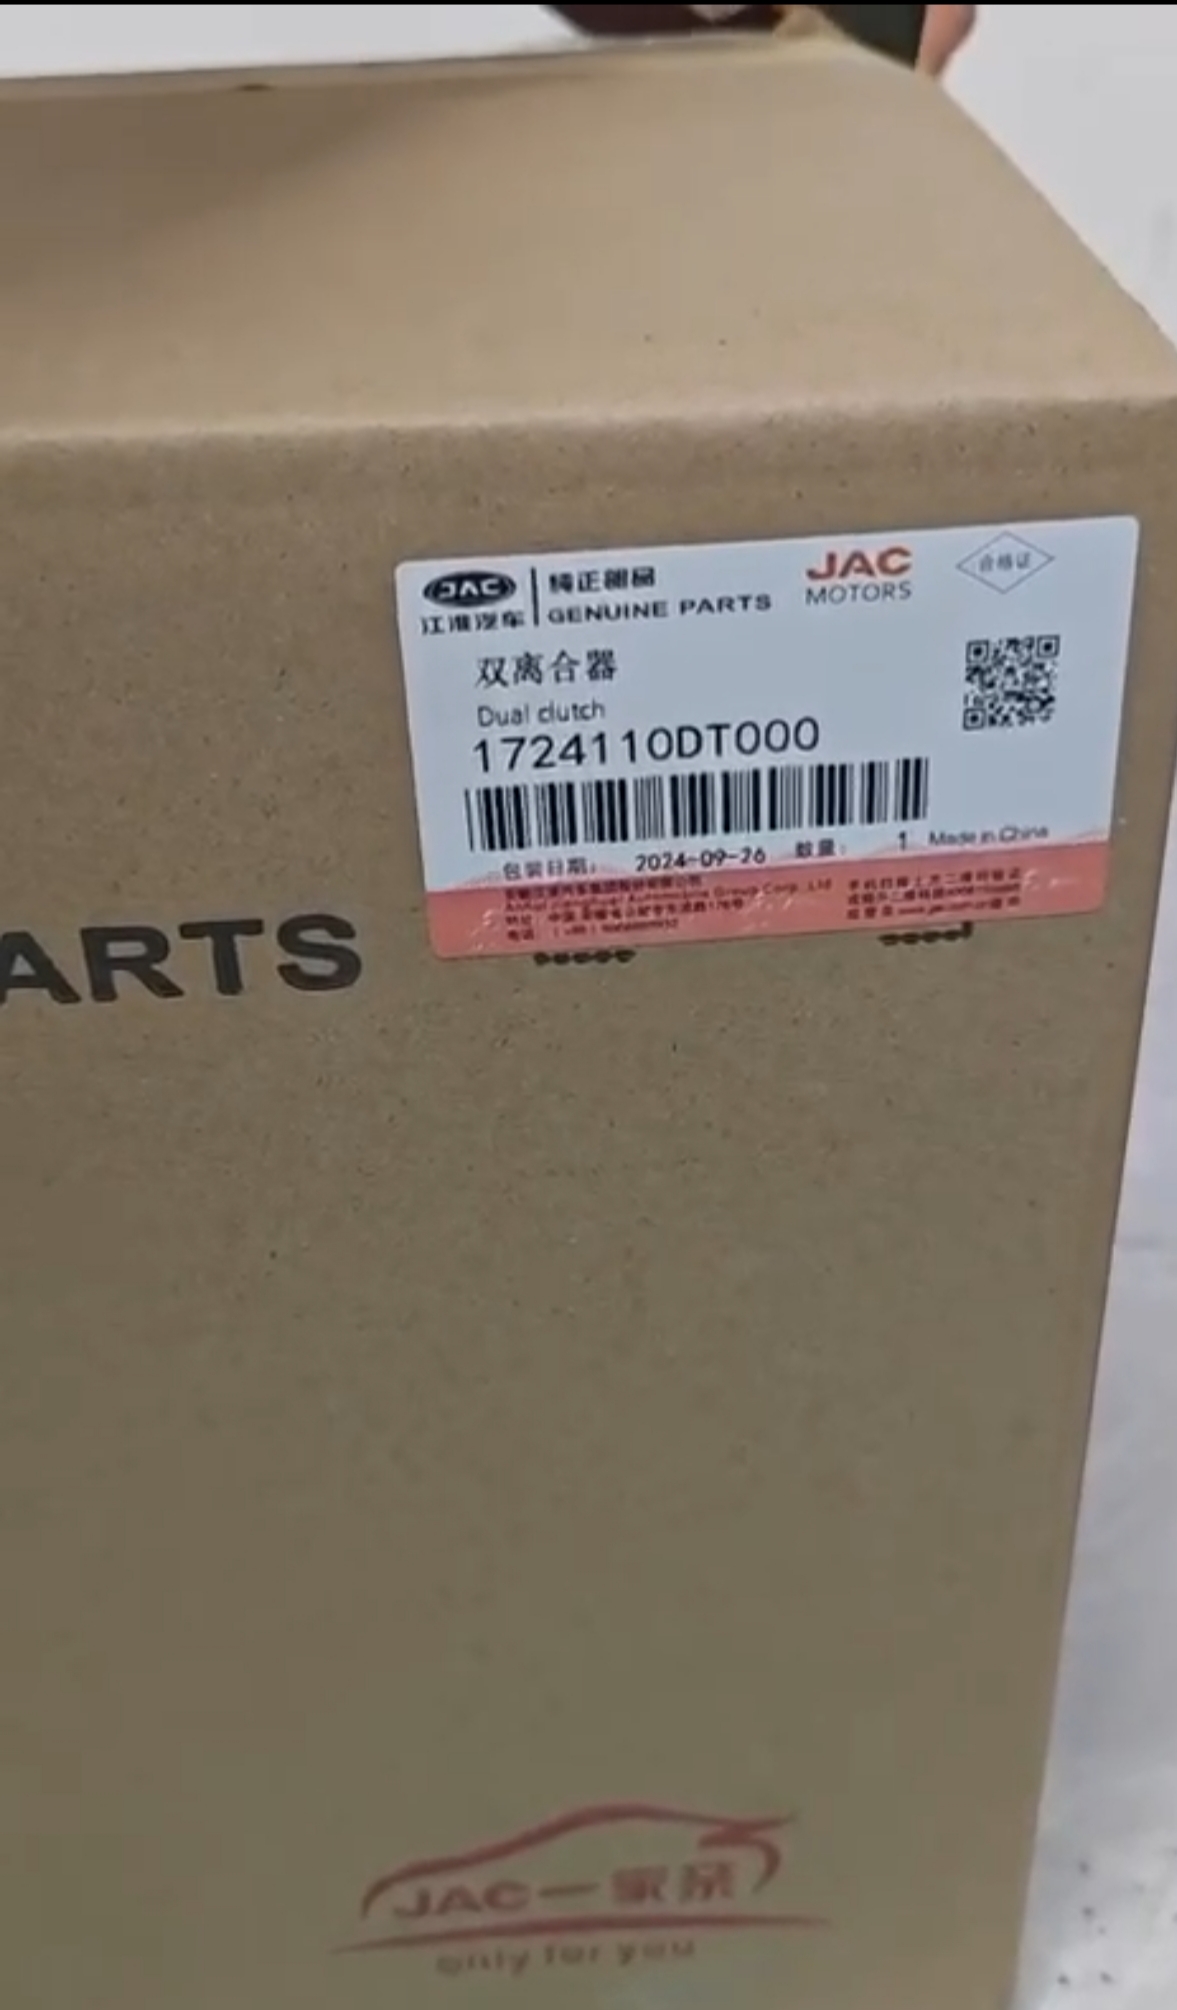 JAC 純正部品 JAC 合格证
江淮汽车 GENUINE PARTS MOTORS
双离合器
Dual clutch
1724110DT000
包装日期: 2024-09-26 数量: 1 Made in China
ARTS
JAC一家亲
only for you